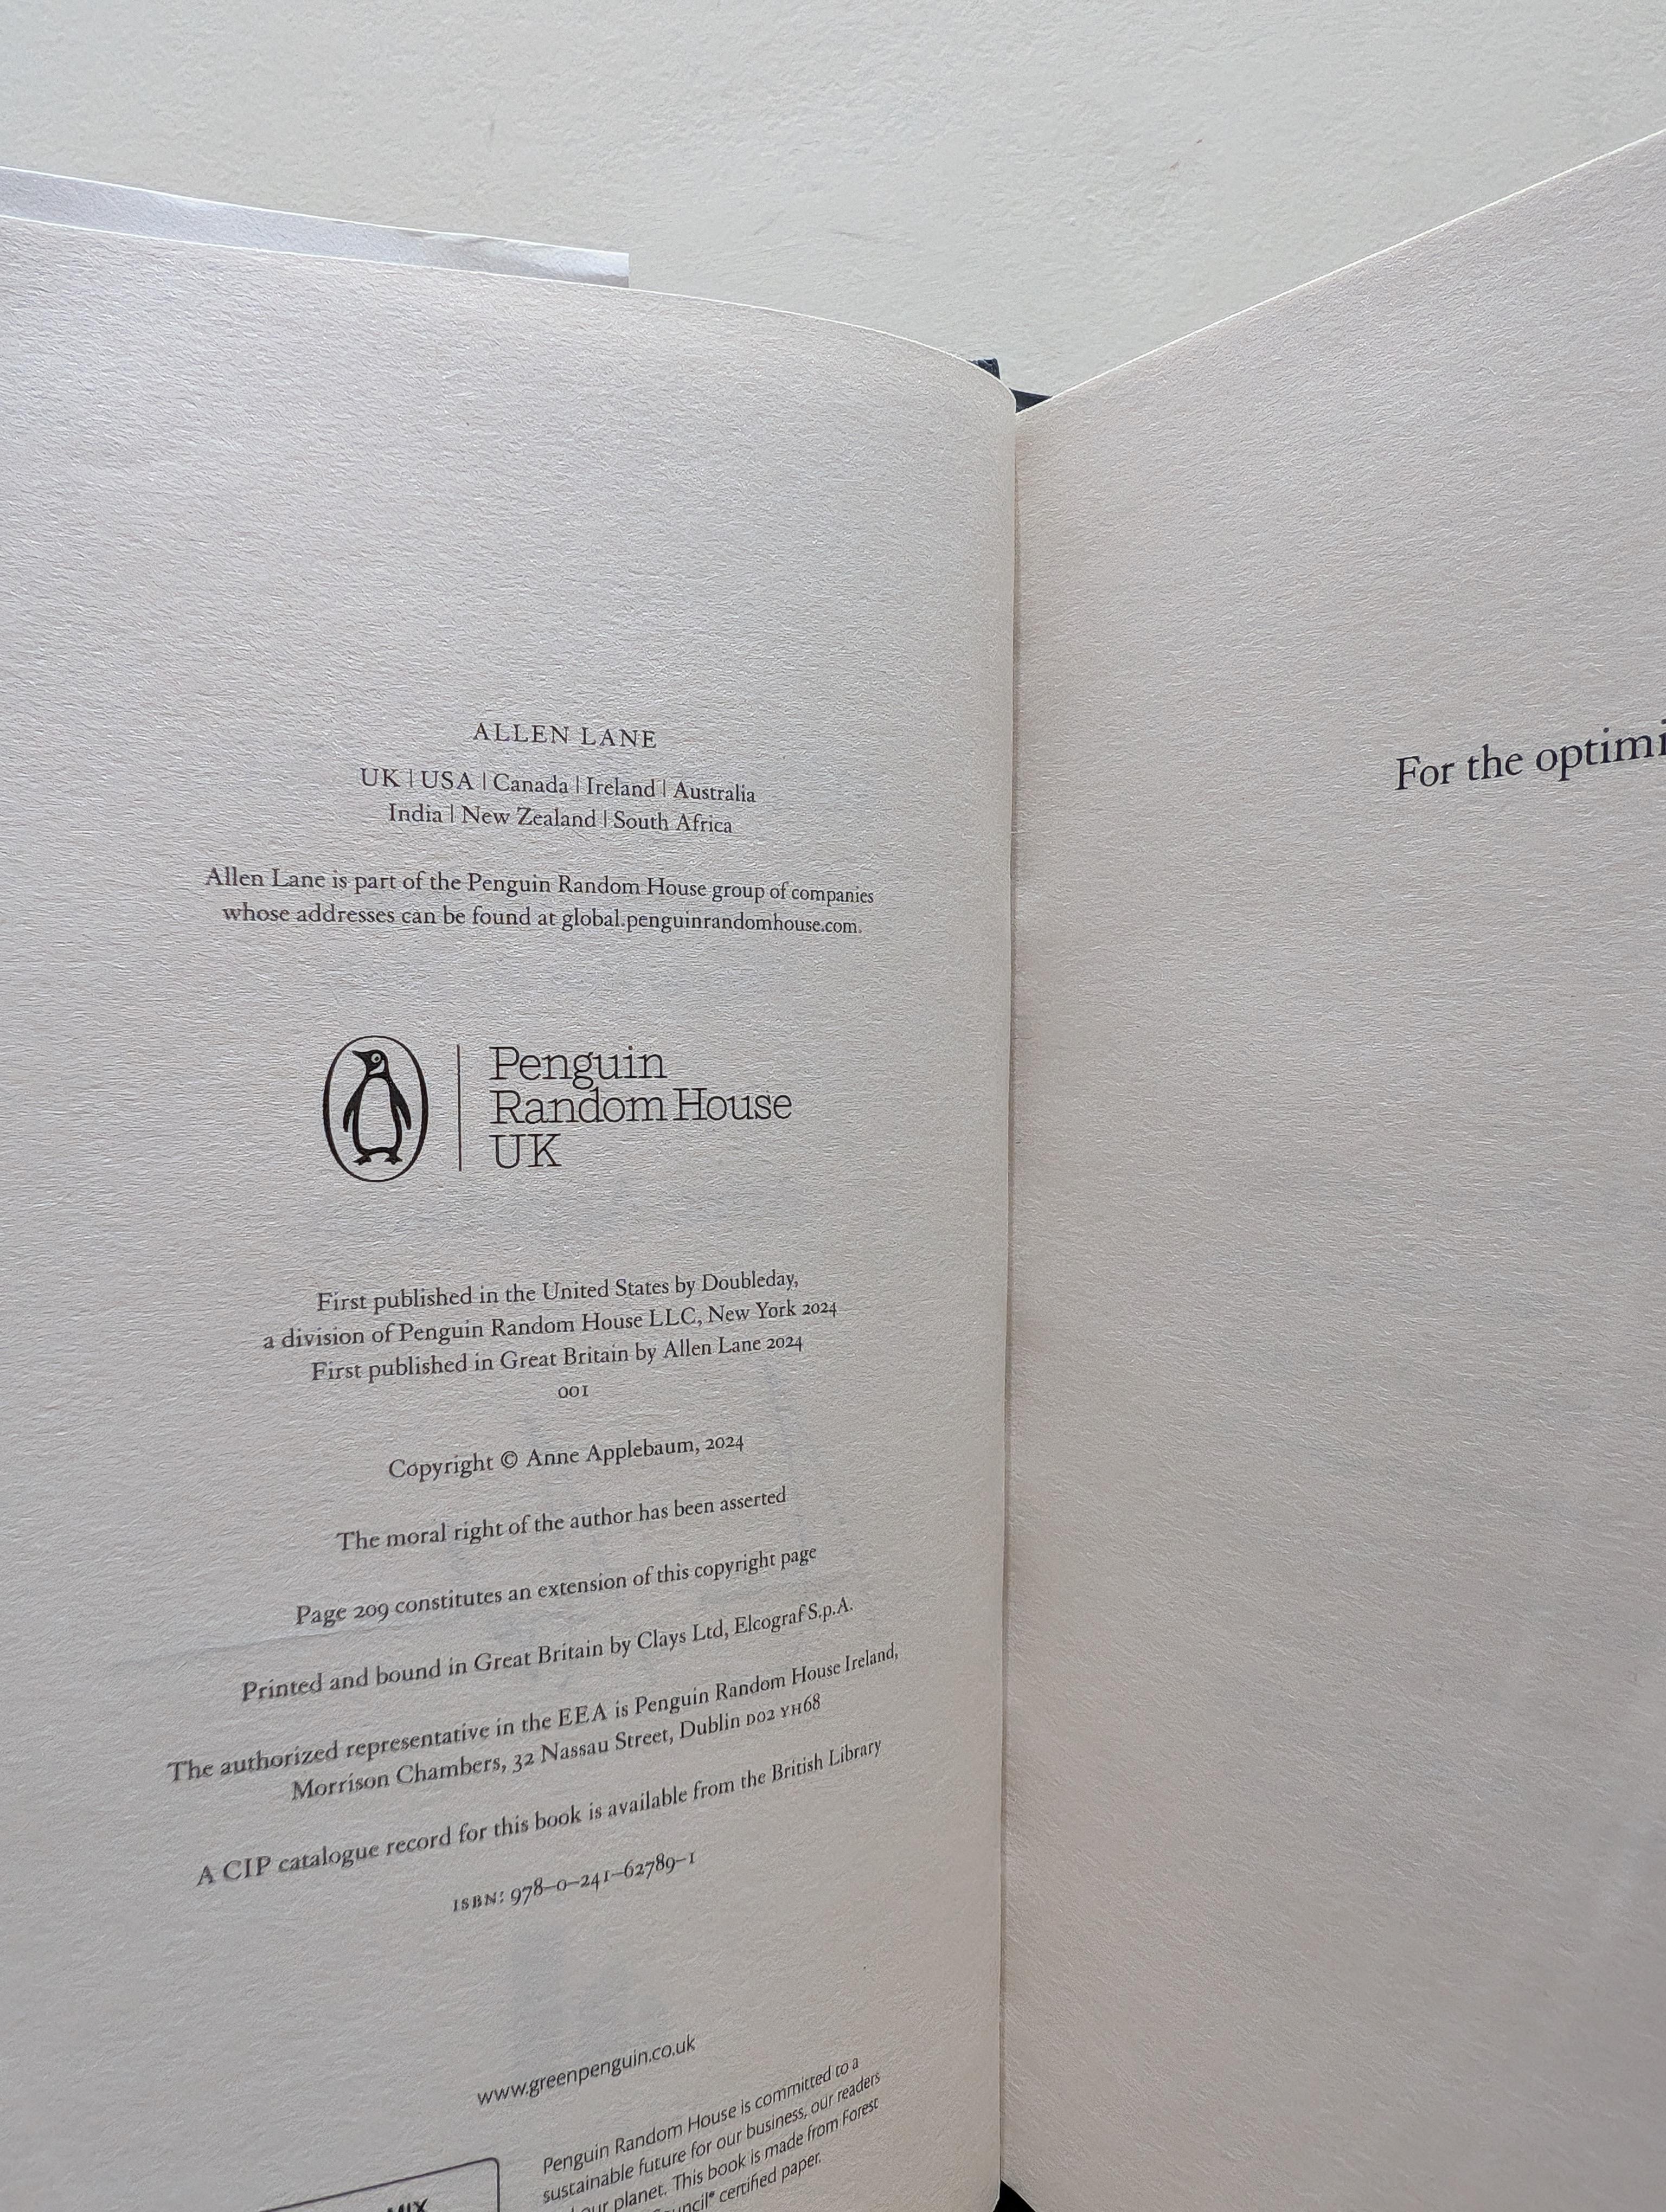 ALLEN LANE
UK | USA | Canada | Ireland | Australia
India | New Zealand | South Africa
Allen Lane is part of the Penguin Random House group of companies
whose addresses can be found at global.penguinrandomhouse.com.
Penguin
Random House
UK
First published in the United States by Doubleday,
a division of Penguin Random House LLC, New York 2024
First published in Great Britain by Allen Lane 2024
001
Copyright © Anne Applebaum, 2024
The moral right of the author has been asserted
Page 209 constitutes an extension of this copyright page
Printed and bound in Great Britain by Clays Ltd, Elcograf S.p.A.
The authorized representative in the EEA is Penguin Random House Ireland,
Morrison Chambers, 32 Nassau Street, Dublin D02 YH68
A CIP catalogue record for this book is available from the British Library
ISBN: 978–0–241–62789–1
www.greenpenguin.co.uk
MIX
Penguin Random House is committed to a
sustainable future for our business, our readers
our planet. This book is made from Forest
certified paper.
For the